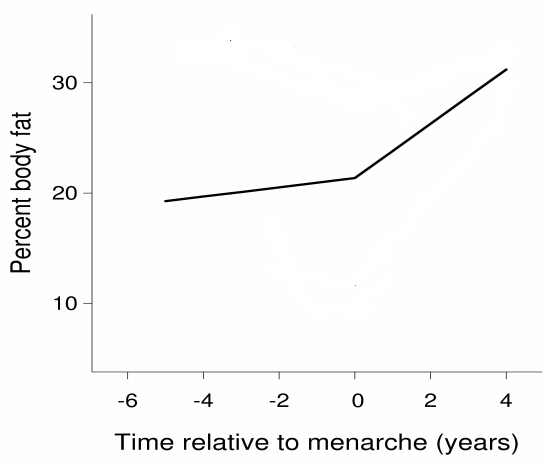 Percent body fat
30
20
10
-6 -4 -2 0 2 4
Time relative to menarche (years)